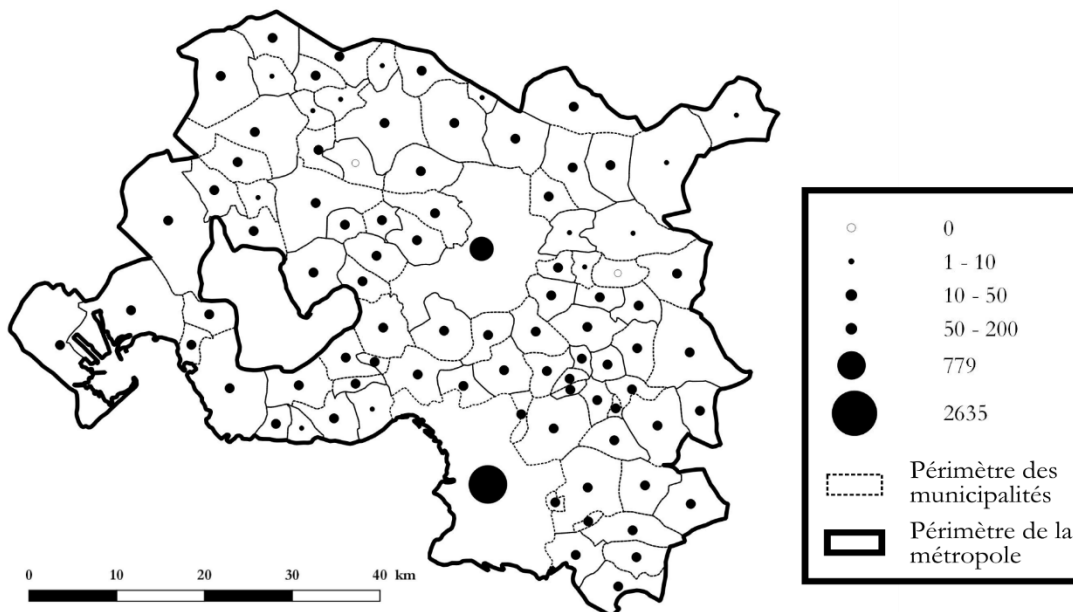 0
1 - 10
10 - 50
50 - 200
779
2635
Périmètre des
municipalités
Périmètre de la
métropole
0 10 20 30 40 km